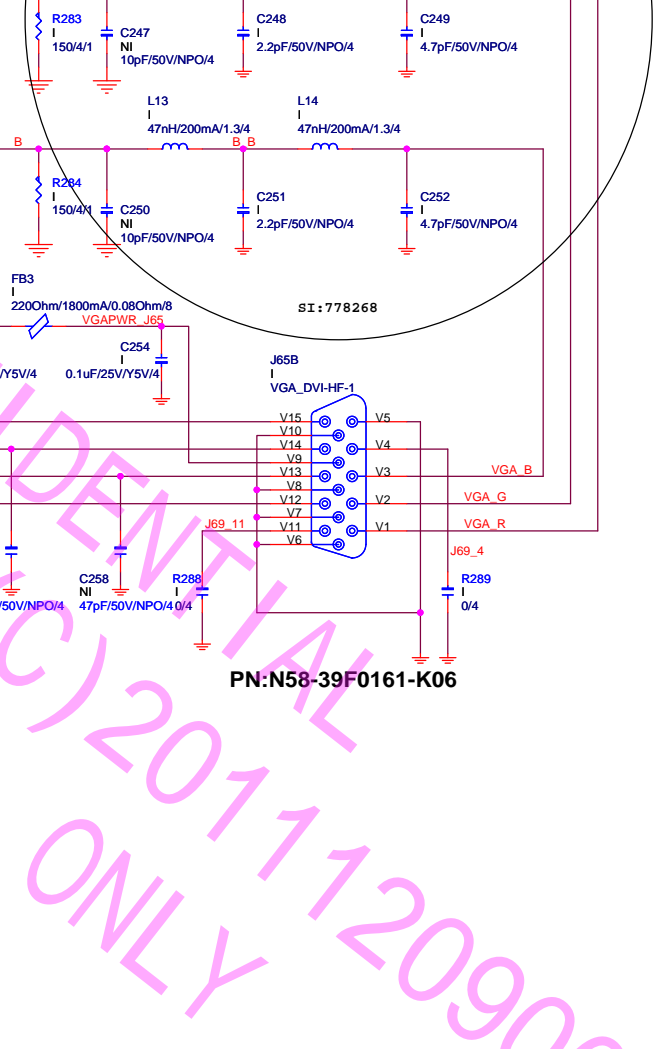 R283
I
150/4/1
C247
NI
10pF/50V/NPO/4
C248
I
2.2pF/50V/NPO/4
C249
I
4.7pF/50V/NPO/4
L13
I
47nH/200mA/1.3/4
L14
I
47nH/200mA/1.3/4
B
B_B
R284
I
150/4/1
C250
NI
10pF/50V/NPO/4
C251
I
2.2pF/50V/NPO/4
C252
I
4.7pF/50V/NPO/4
FB3
I
220Ohm/1800mA/0.08Ohm/8
SI:778268
VGAPWR_J65
C254
I
0.1uF/25V/Y5V/4
/Y5V/4
J65B
I
VGA_DVI-HF-1
V15
V10
V14
V9
V13
V8
V12
V7
V11
V6
V5
V4
V3
V2
V1
VGA_B
VGA_G
VGA_R
J69_11
J69_4
C258
NI
47pF/50V/NPO/4
/50V/NPO/4
R288
I
0/4
R289
I
0/4
PN:N58-39F0161-K06
IDENTIAL
C)201112090
ONLY